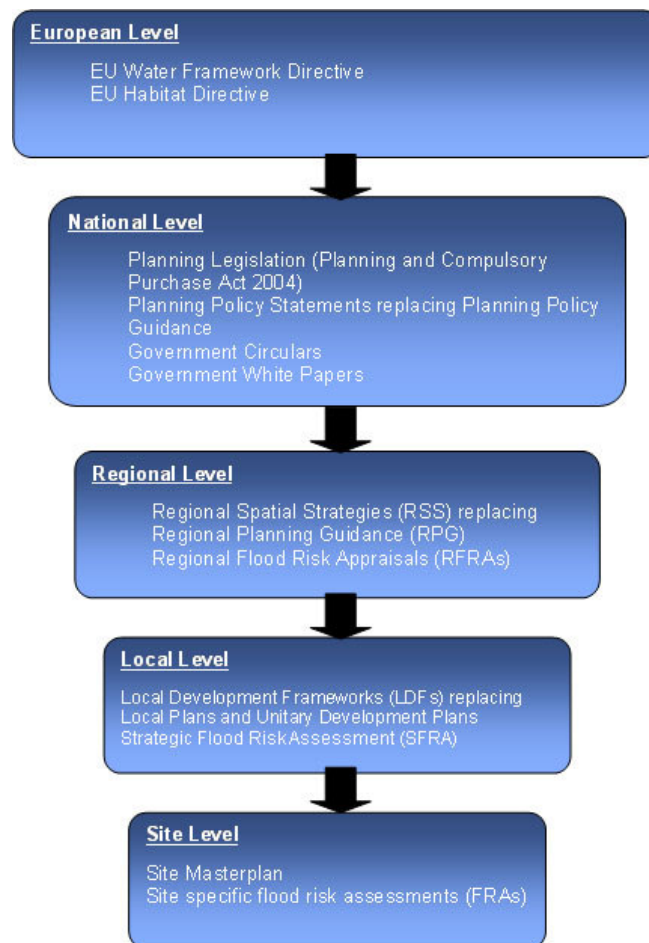 European Level
EU Water Framework Directive
EU Habitat Directive
National Level
Planning Legislation (Planning and Compulsory
Purchase Act 2004)
Planning Policy Statements replacing Planning Policy
Guidance
Government Circulars
Government White Papers
Regional Level
Regional Spatial Strategies (RSS) replacing
Regional Planning Guidance (RPG)
Regional Flood Risk Appraisals (RFRAs)
Local Level
Local Development Frameworks (LDFs) replacing
Local Plans and Unitary Development Plans
Strategic Flood Risk Assessment (SFRA)
Site Level
Site Masterplan
Site specific flood risk assessments (FRAs)